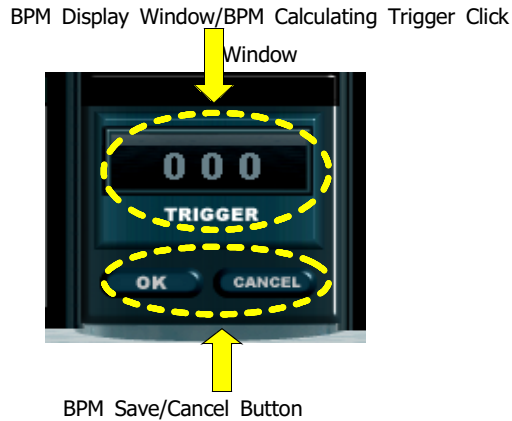 BPM Display Window/BPM Calculating Trigger Click
Window
000
TRIGGER
OK CANCEL
BPM Save/Cancel Button